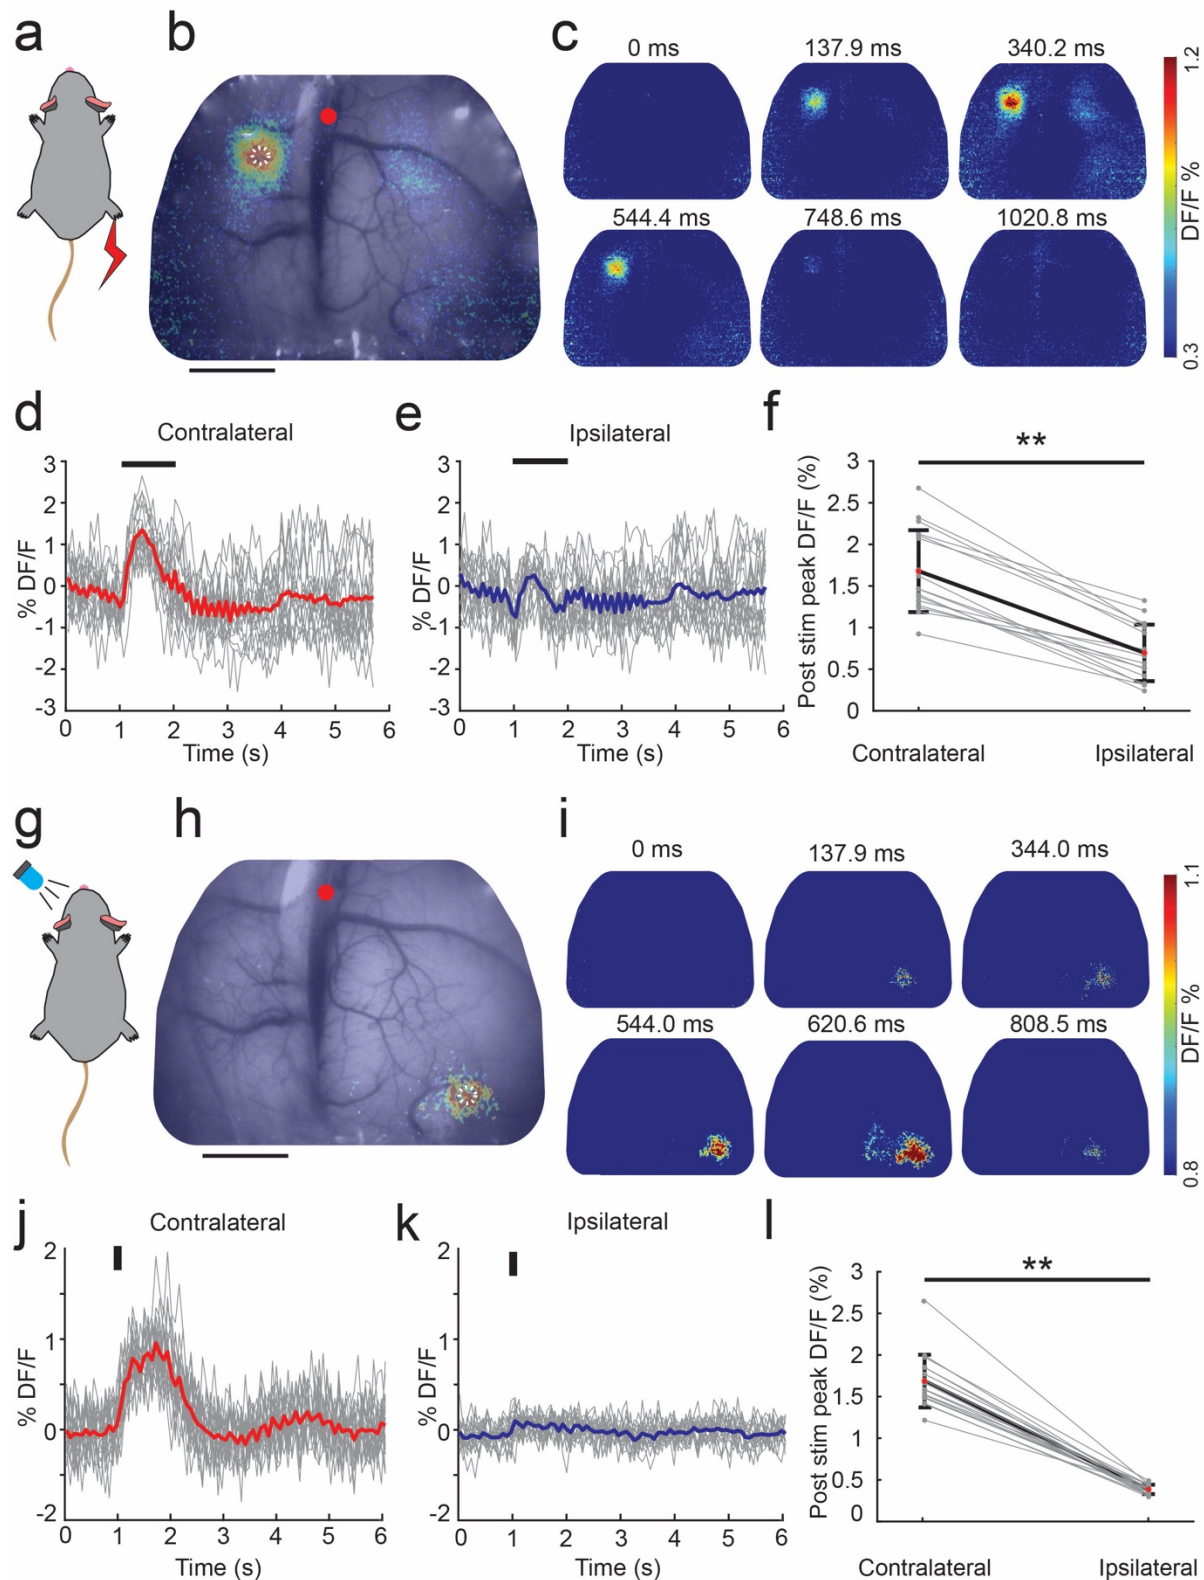 a
b
c
0 ms
137.9 ms
340.2 ms
544.4 ms
748.6 ms
1020.8 ms
1.2
DF/F %
0.3
d
Contralateral
3
2
1
0
-1
-2
-3
% DF/F
0 1 2 3 4 5 6
Time (s)
e
Ipsilateral
3
2
1
0
-1
-2
-3
% DF/F
0 1 2 3 4 5 6
Time (s)
f
**
3
2.5
2
1.5
1
0.5
0
Post stim peak DF/F (%)
Contralateral
Ipsilateral
g
h
i
0 ms
137.9 ms
344.0 ms
544.0 ms
620.6 ms
808.5 ms
1.1
DF/F %
0.8
j
Contralateral
2
1
0
-2
% DF/F
0 1 2 3 4 5 6
Time (s)
k
Ipsilateral
2
1
0
-2
% DF/F
0 1 2 3 4 5 6
Time (s)
l
**
3
2.5
2
1.5
1
0.5
0
Post stim peak DF/F (%)
Contralateral
Ipsilateral